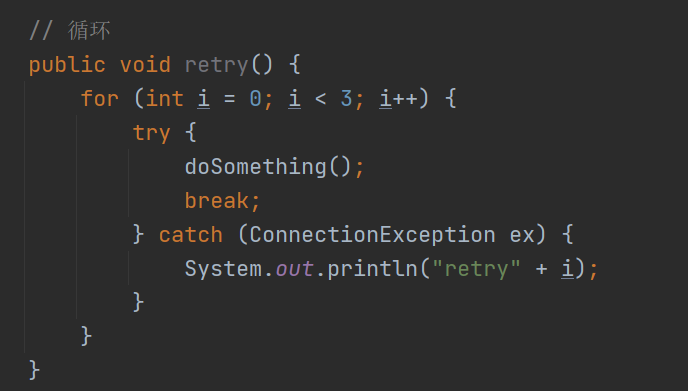 // 循环
public void retry() {
for (int i = 0; i < 3; i++) {
try {
doSomething();
break;
} catch (ConnectionException ex) {
System.out.println("retry" + i);
}
}
}